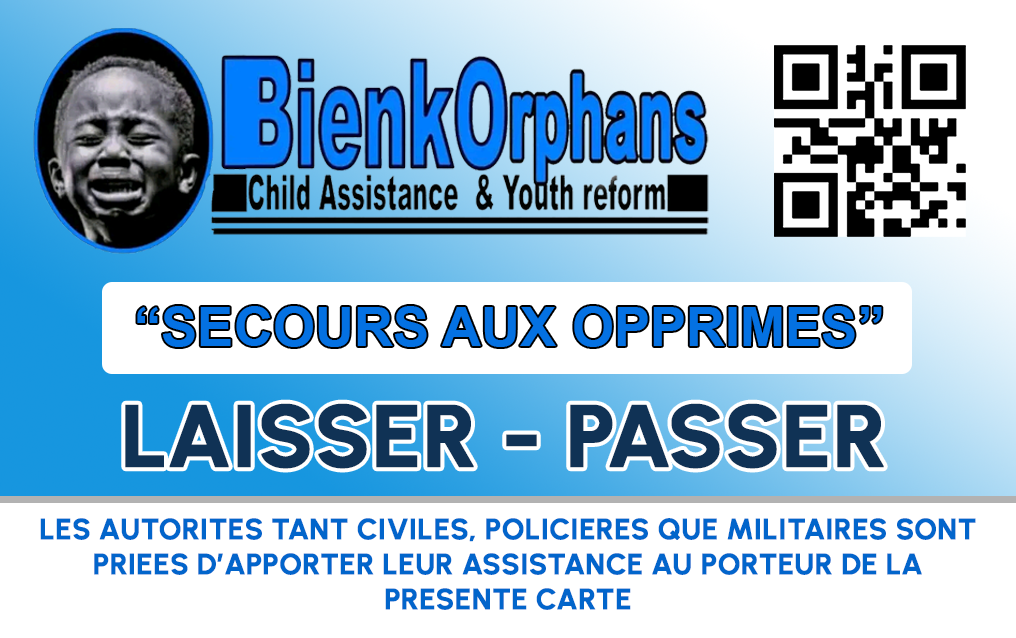 BienkOrphans
Child Assistance & Youth reform
“SECOURS AUX OPPRIMES”
LAISSER - PASSER
LES AUTORITES TANT CIVILES, POLICIERES QUE MILITAIRES SONT
PRIEES D’APPORTER LEUR ASSISTANCE AU PORTEUR DE LA
PRESENTE CARTE